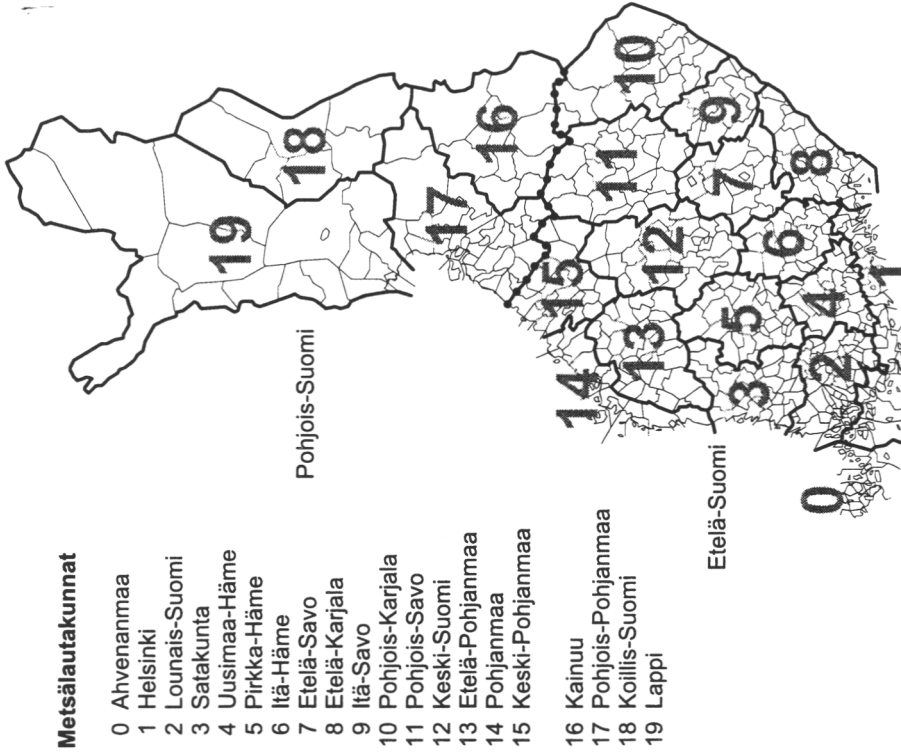 Metsälautakunnat
0 Ahvenanmaa
1 Helsinki
2 Lounais-Suomi
3 Satakunta
4 Uusimaa-Häme
5 Pirkka-Häme
6 Itä-Häme
7 Etelä-Savo
8 Etelä-Karjala
9 Itä-Savo
10 Pohjois-Karjala
11 Pohjois-Savo
12 Keski-Suomi
13 Etelä-Pohjanmaa
14 Pohjanmaa
15 Keski-Pohjanmaa
16 Kainuu
17 Pohjois-Pohjanmaa
18 Koillis-Suomi
19 Lappi
Pohjois-Suomi
Etelä-Suomi
19
18
17
16
15
14
13
12
11
10
9
8
7
6
5
4
3
2
1
0